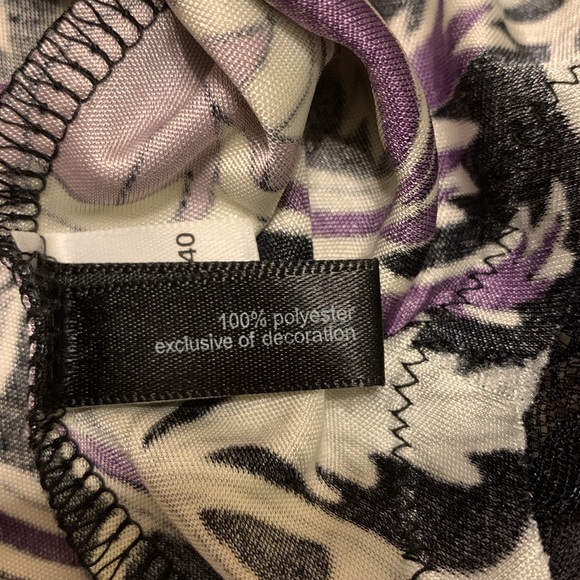 40
100% polyester
exclusive of decoration